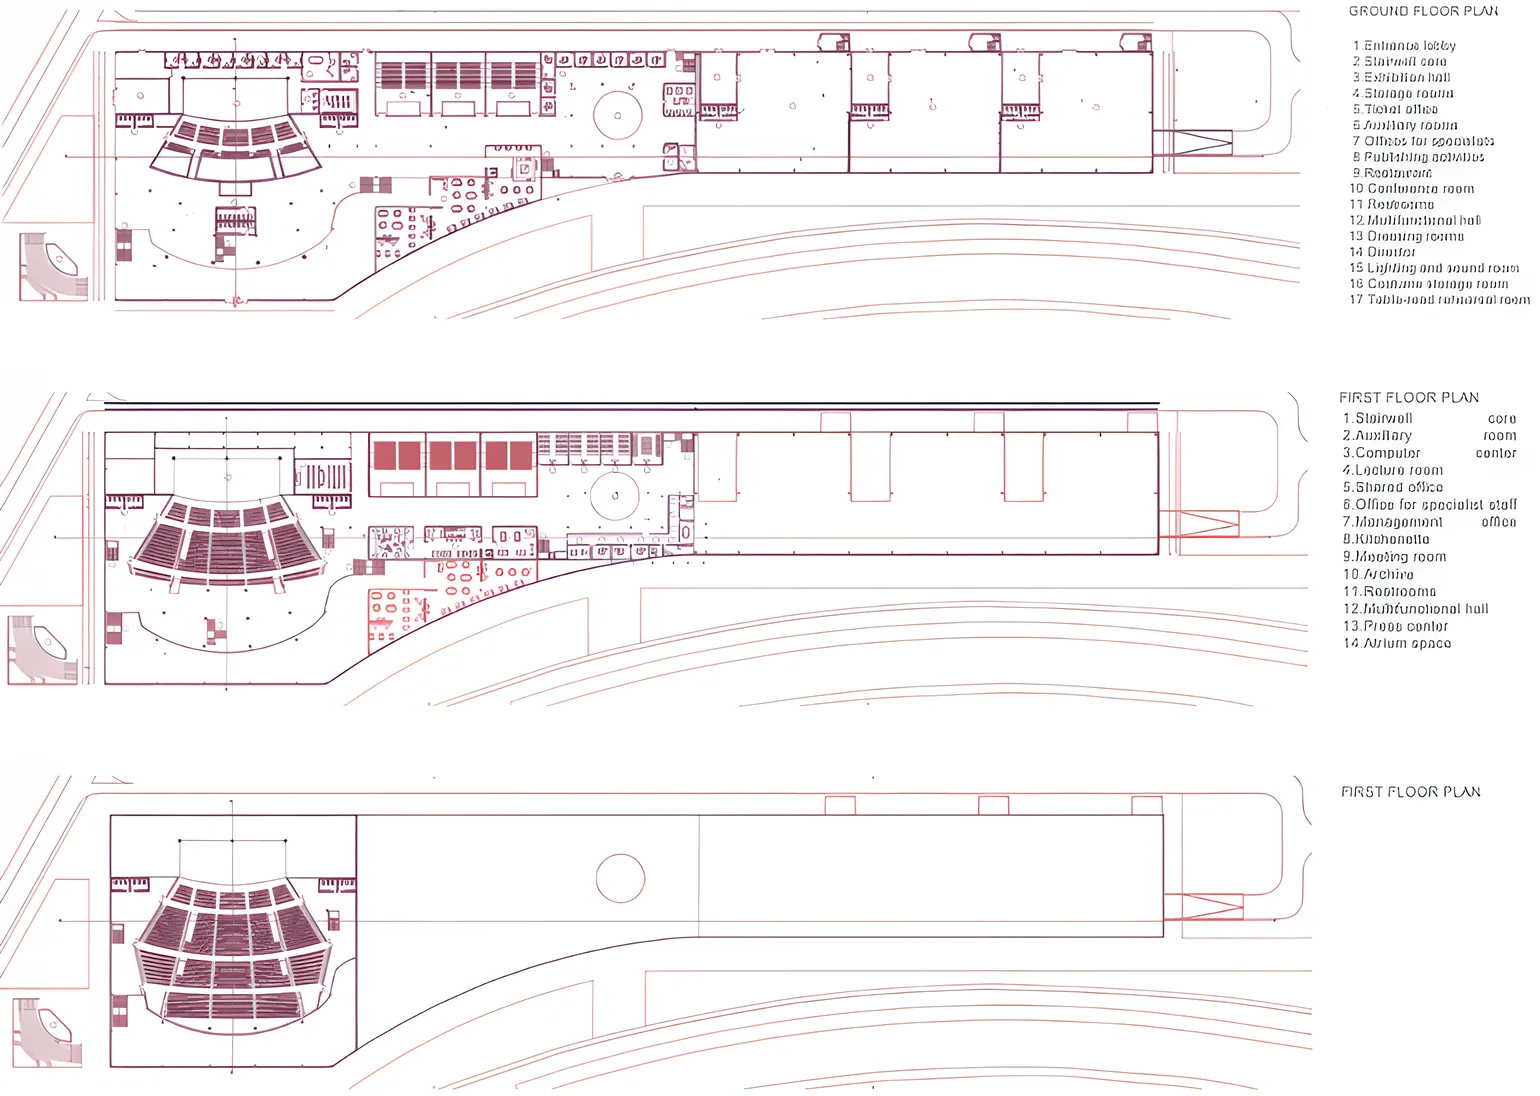 GROUND FLOOR PLAN
1.Entrance lobby
2 Stairwell core
3 Exhibition hall
4.Storage rooms
5.Ticket office
6 Auxiliary rooms
7 Offices for specialists
8 Publishing activities
9.Restaurant
10 Conference room
11 Restrooms
12.Multifunctional hall
13 Dressing rooms
14 Director
15 Lighting and sound room
16 Costume storage room
17 Table-read rehearsal room
FIRST FLOOR PLAN
1.Stairwell core
2.Auxiliary room
3.Computer center
4.Lecture room
5.Shared office
6.Office for specialist staff
7.Management office
8.Kitchenette
9.Meeting room
10.Archive
11.Restrooms
12.Multifunctional hall
13.Press center
14.Atrium space
FIRST FLOOR PLAN